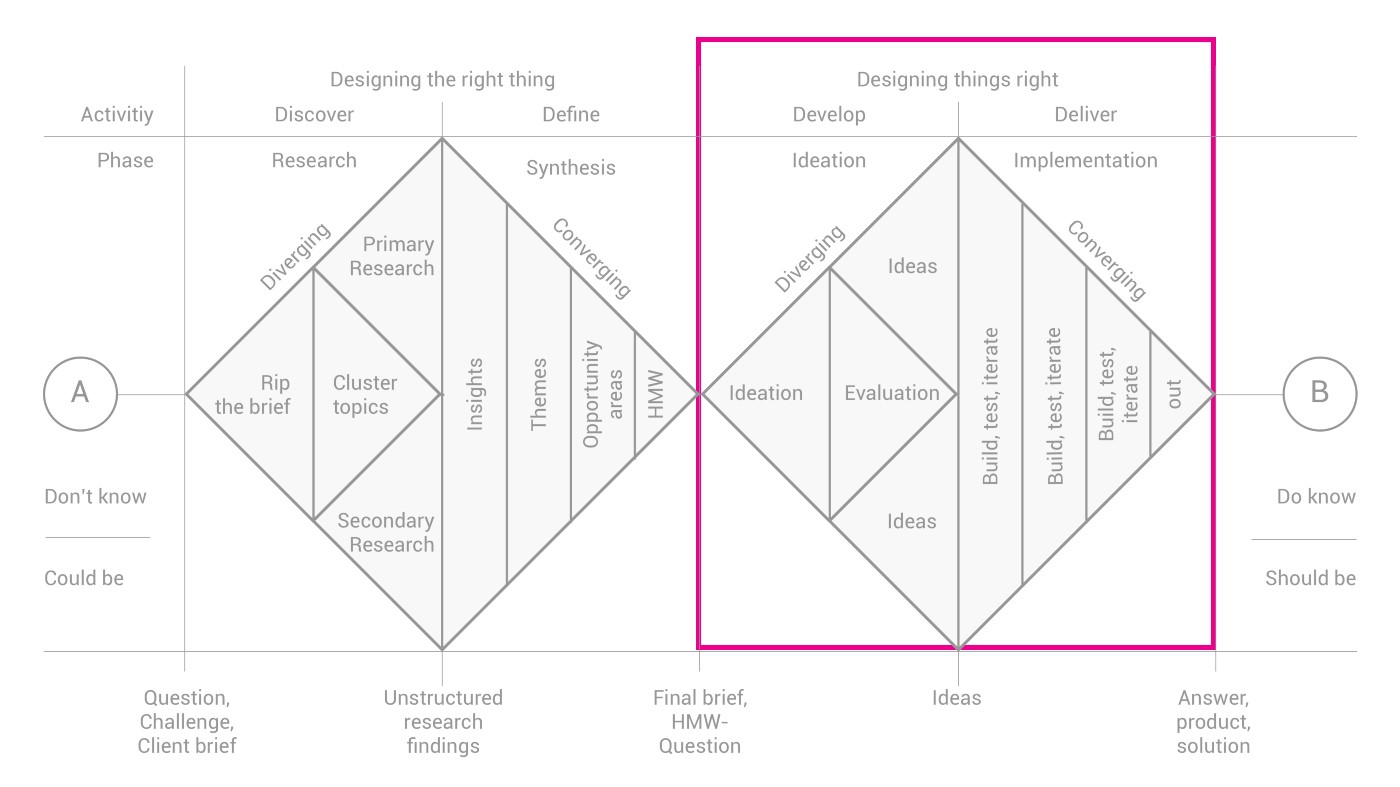 Designing the right thing
Designing things right
Activitiy
Discover
Define
Develop
Deliver
Phase
Research
Synthesis
Ideation
Implementation
Diverging
Converging
Diverging
Converging
Primary
Research
Ideas
A
Rip
the brief
Cluster
topics
Insights
Themes
Opportunity
areas
HMW
Ideation
Evaluation
Build, test, iterate
Build, test, iterate
Build, test,
iterate
out
B
Don't know
Could be
Secondary
Research
Ideas
Do know
Should be
Question,
Challenge,
Client brief
Unstructured
research
findings
Final brief,
HMW-
Question
Ideas
Answer,
product,
solution